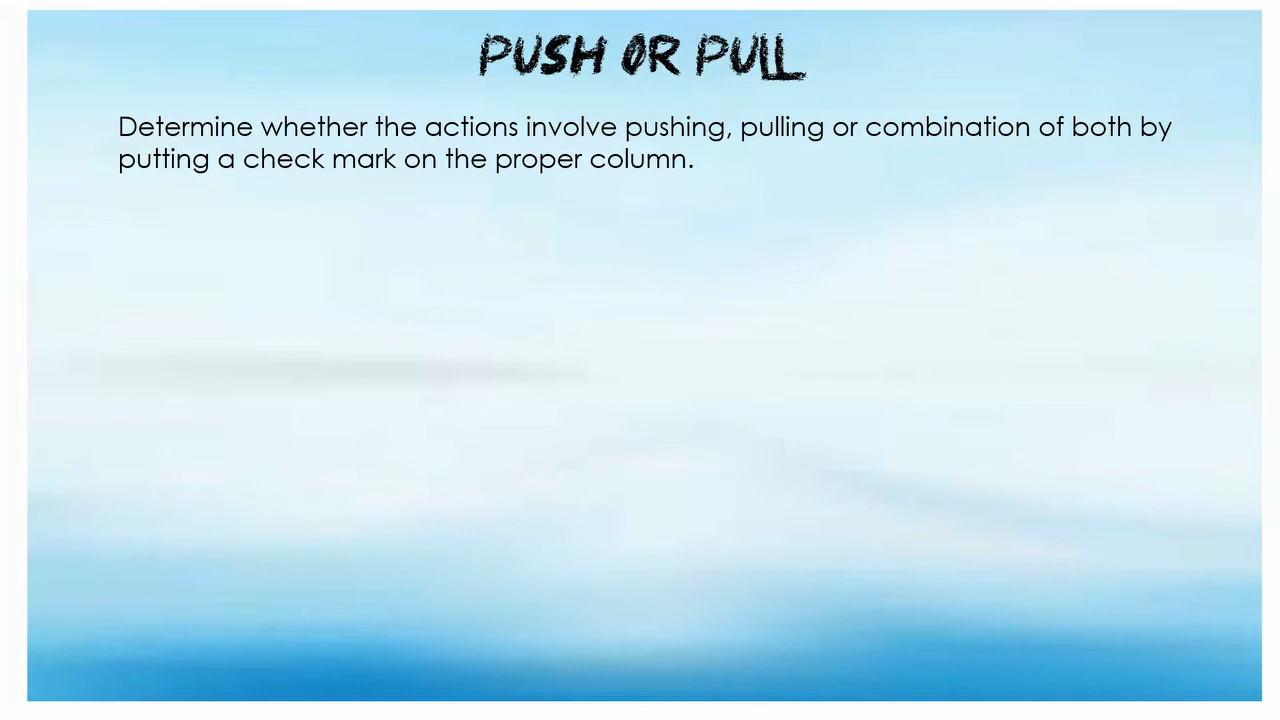 PUSH OR PULL
Determine whether the actions involve pushing, pulling or combination of both by
putting a check mark on the proper column.